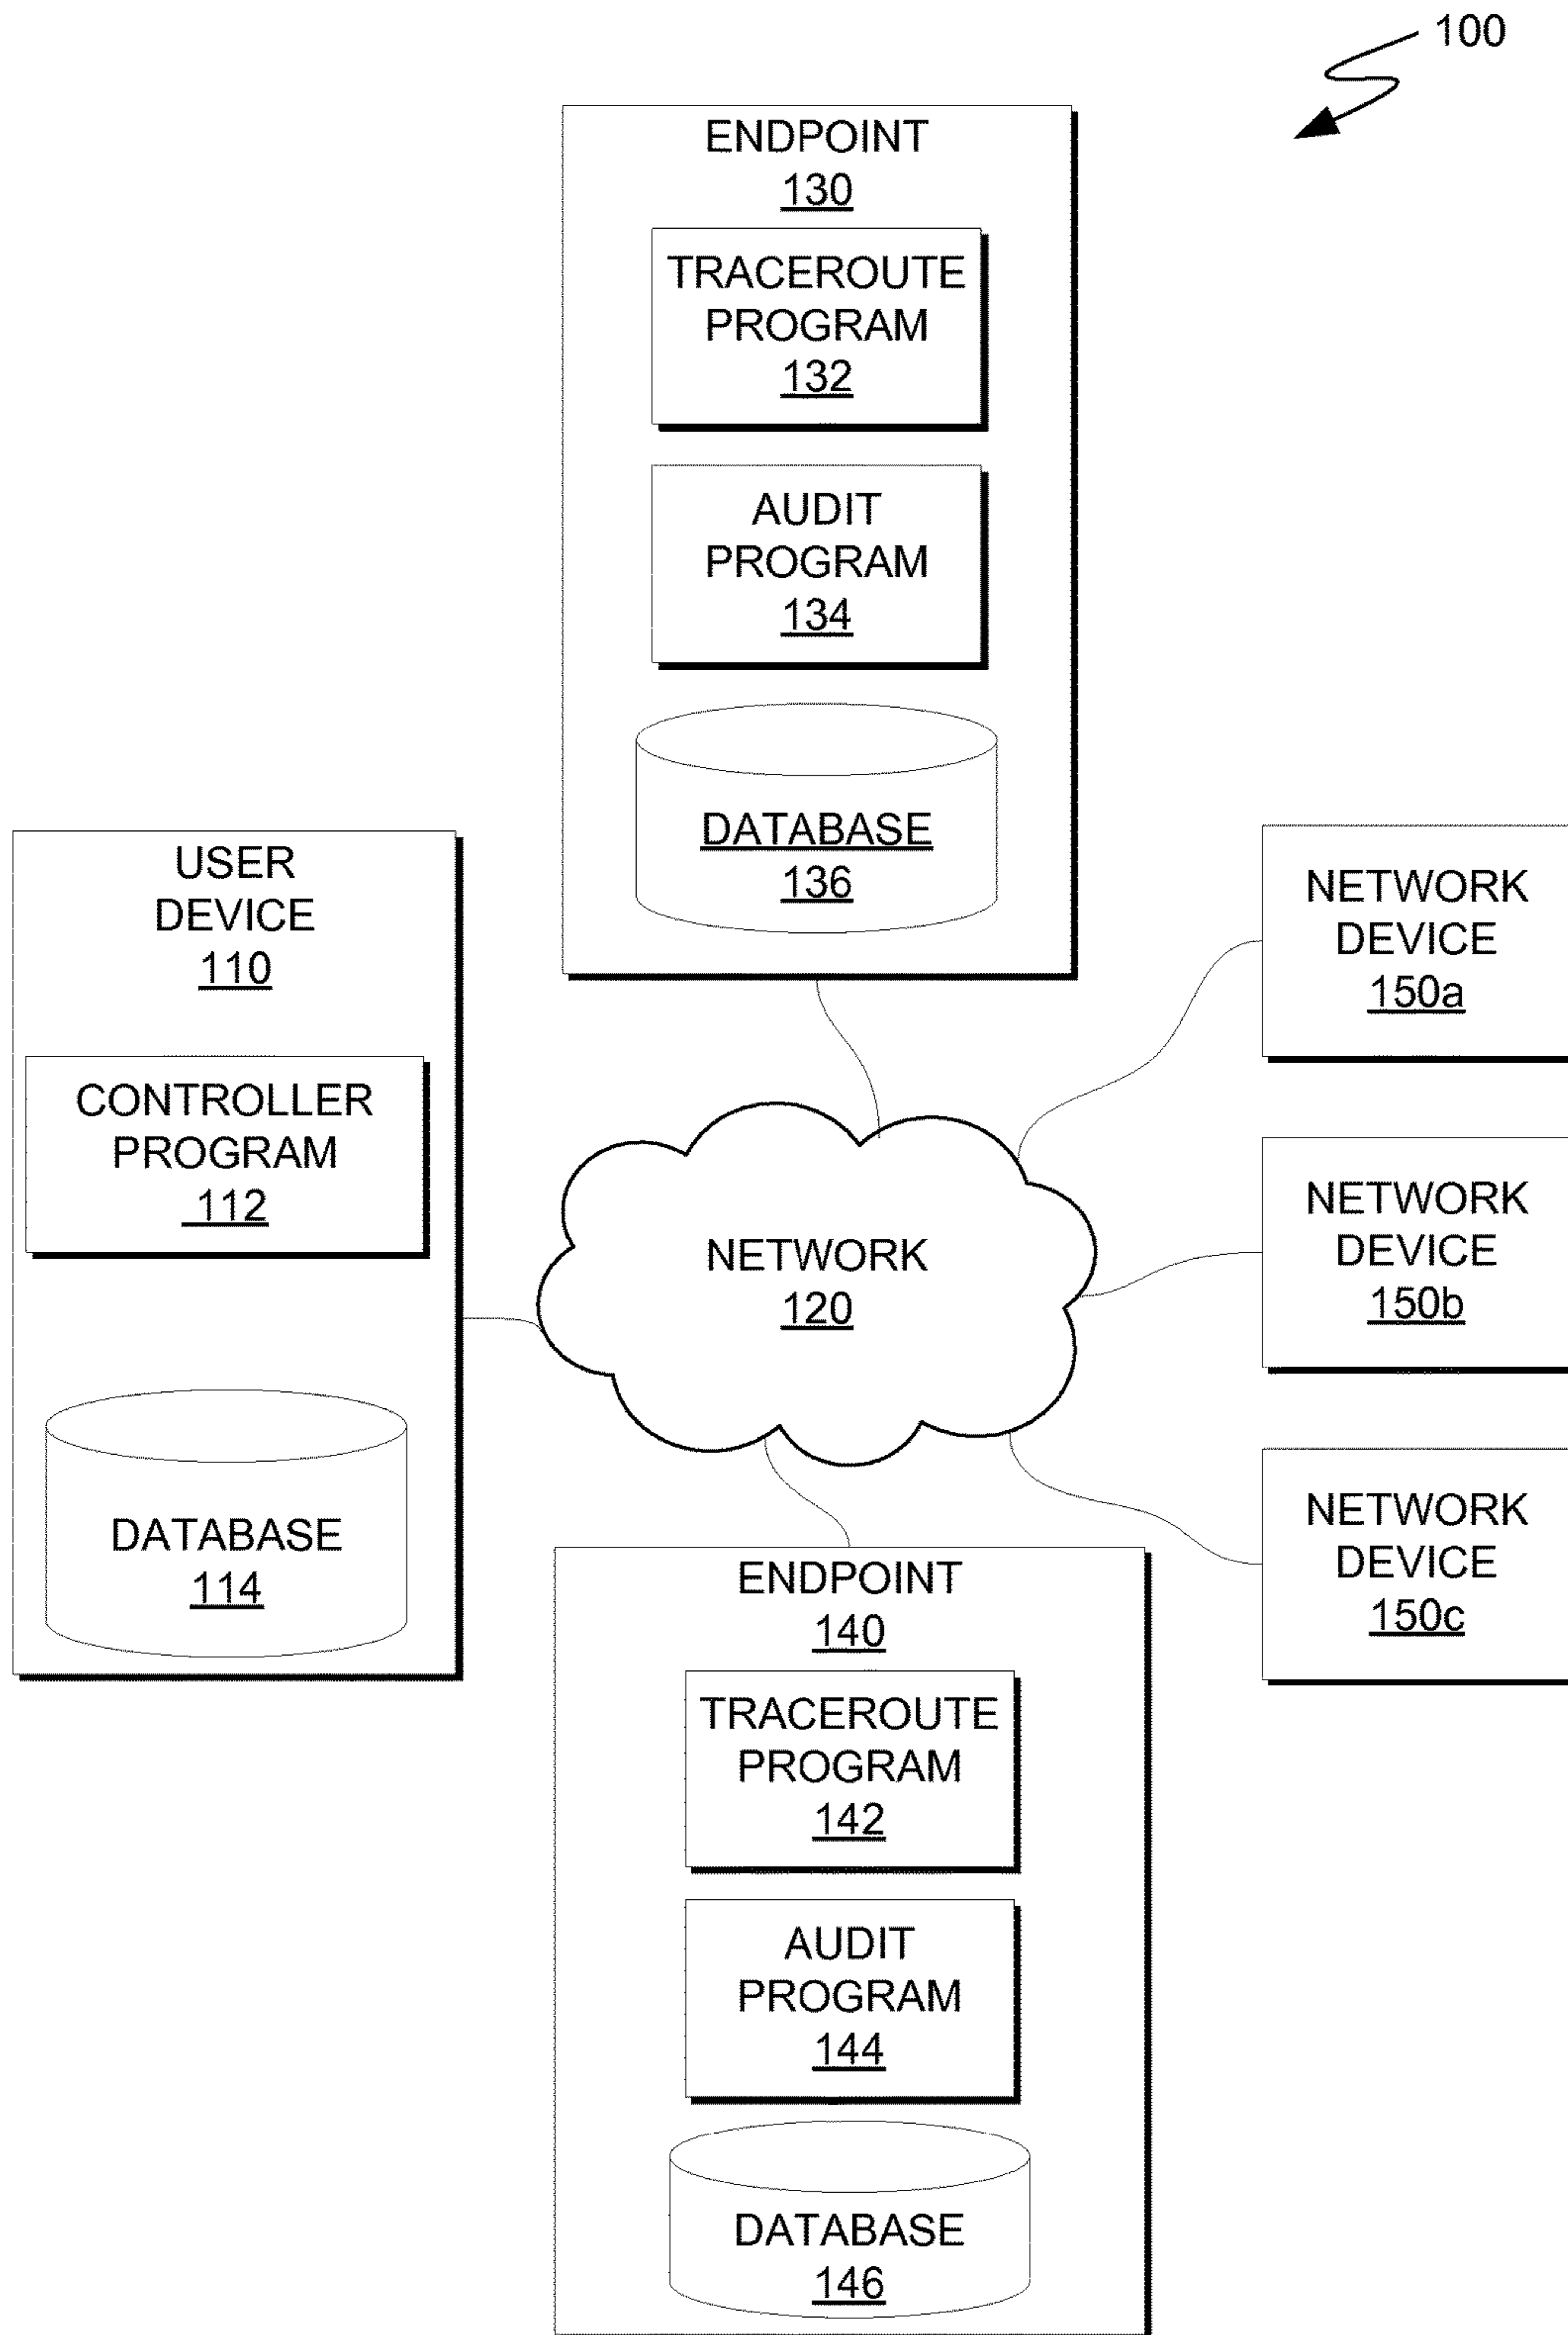 100
ENDPOINT
130
TRACEROUTE
PROGRAM
132
AUDIT
PROGRAM
134
DATABASE
136
USER
DEVICE
110
CONTROLLER
PROGRAM
112
DATABASE
114
NETWORK
120
NETWORK
DEVICE
150a
NETWORK
DEVICE
150b
NETWORK
DEVICE
150c
ENDPOINT
140
TRACEROUTE
PROGRAM
142
AUDIT
PROGRAM
144
DATABASE
146